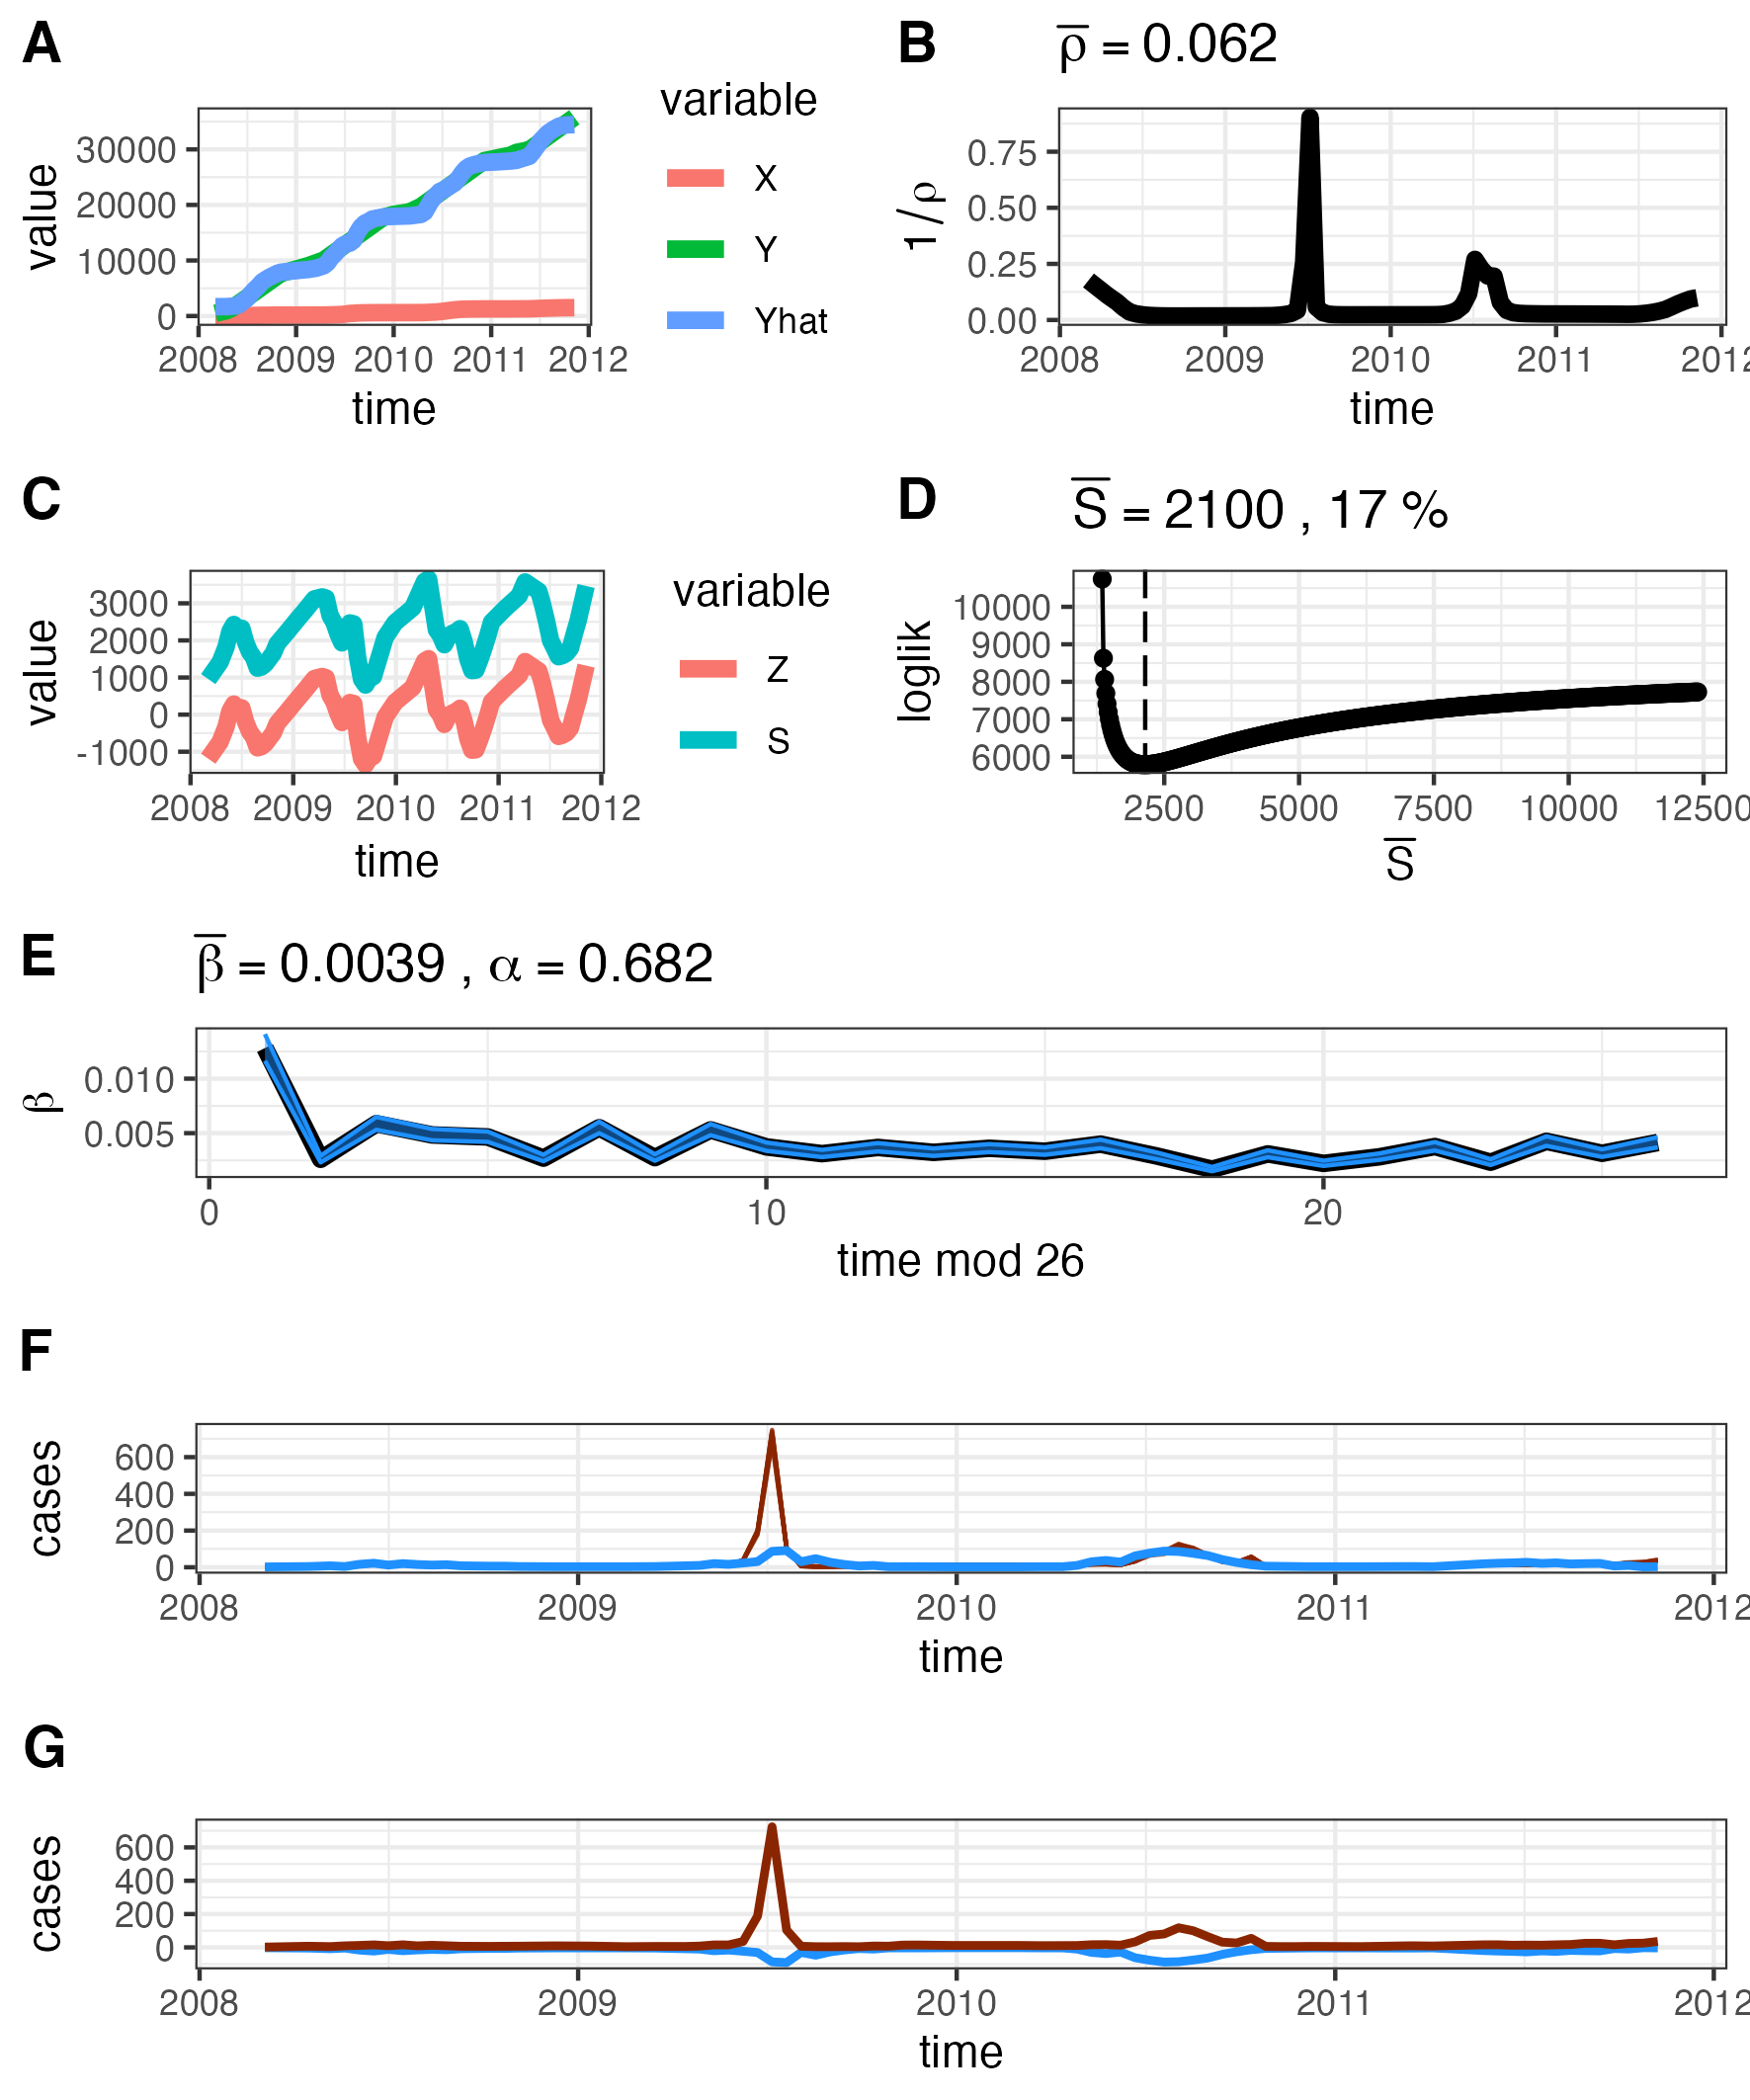 A
value
30000
20000
10000
0
2008 2009 2010 2011 2012
time
variable
X
Y
Yhat
B
ρ̅ = 0.062
1/ρ
0.75
0.50
0.25
0.00
2008 2009 2010 2011
time
C
value
3000
2000
1000
0
-1000
2008 2009 2010 2011 2012
time
variable
Z
S
D
S̅ = 2100 , 17 %
loglik
10000
9000
8000
7000
6000
2500 5000 7500 10000 12500
S̅
E
β̅ = 0.0039 , α = 0.682
β
0.010
0.005
0 10 20
time mod 26
F
cases
600
400
200
0
2008 2009 2010 2011 2012
time
G
cases
600
400
200
0
2008 2009 2010 2011 2012
time